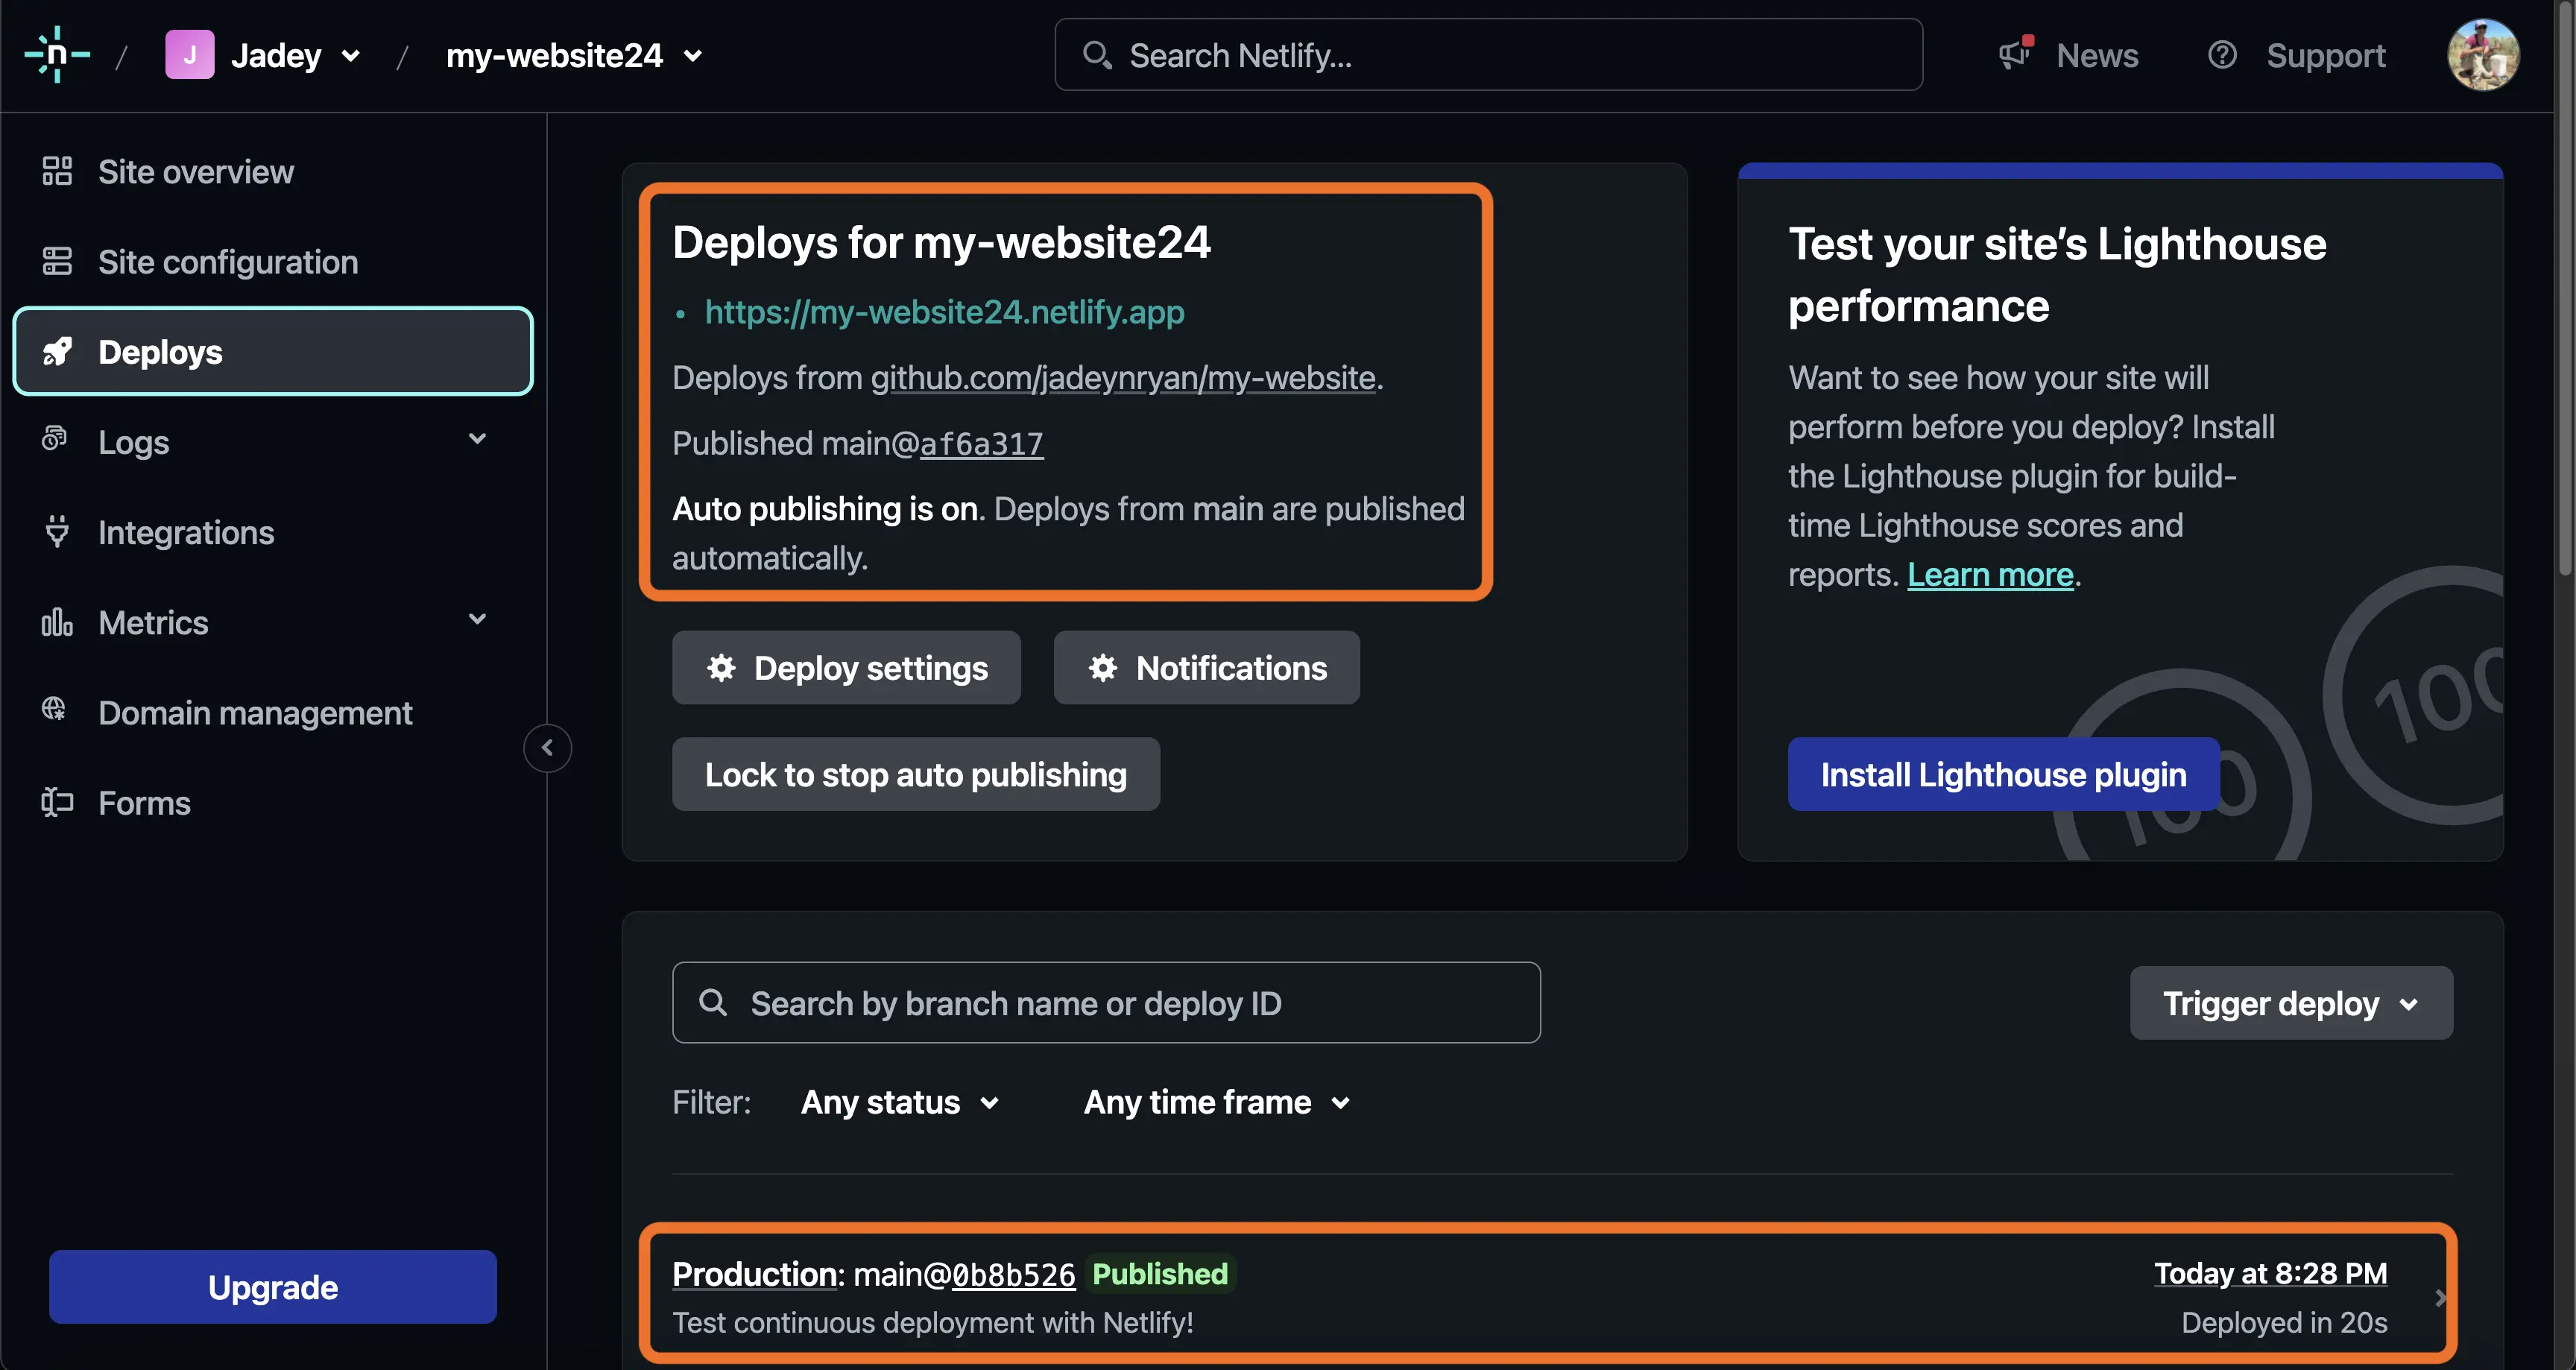 n / J Jadey / my-website24
Search Netlify...
News
Support
Site overview
Site configuration
Deploys
Logs
Integrations
Metrics
Domain management
Forms
Upgrade
Deploys for my-website24
• https://my-website24.netlify.app
Deploys from github.com/jadeynryan/my-website.
Published main@af6a317
Auto publishing is on. Deploys from main are published
automatically.
Deploy settings
Notifications
Lock to stop auto publishing
Test your site’s Lighthouse
performance
Want to see how your site will
perform before you deploy? Install
the Lighthouse plugin for build-
time Lighthouse scores and
reports. Learn more.
100
100
Install Lighthouse plugin
Search by branch name or deploy ID
Trigger deploy
Filter: Any status Any time frame
Production: main@0b8b526 Published
Today at 8:28 PM
Test continuous deployment with Netlify!
Deployed in 20s